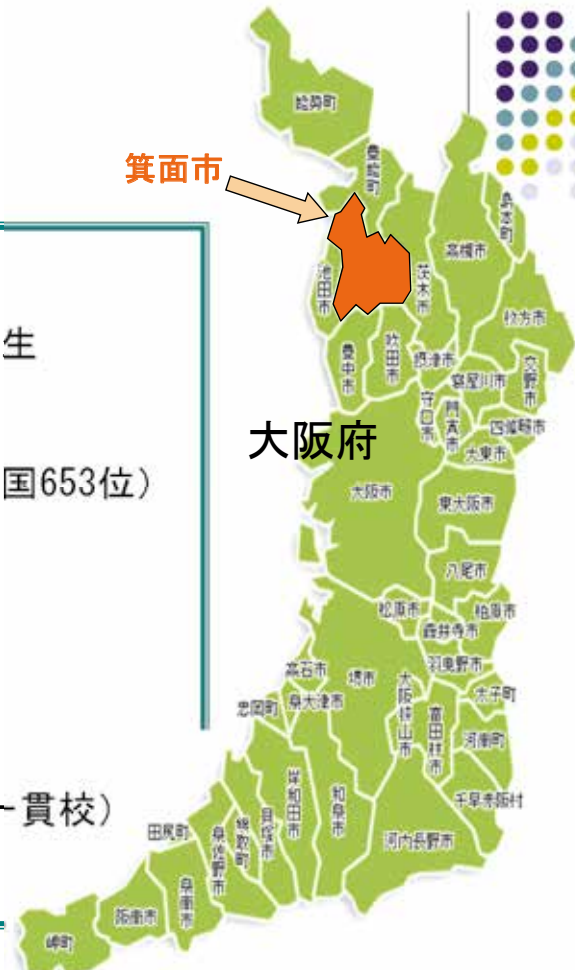 能勢町
豊能町
箕面市
島本町
高槻市
池田市
茨木市
枚方市
生
豊中市
吹田市
摂津市
交野市
寝屋川市
守口市
門真市
四條畷市
大阪府
大東市
国653位）
大阪市
東大阪市
八尾市
松原市
柏原市
藤井寺市
羽曳野市
高石市
堺市
大阪狭山市
太子町
泉大津市
忠岡町
富田林市
河南町
岸和田市
和泉市
千早赤阪村
一貫校）
貝塚市
田尻町
泉佐野市
熊取町
河内長野市
泉南市
阪南市
岬町